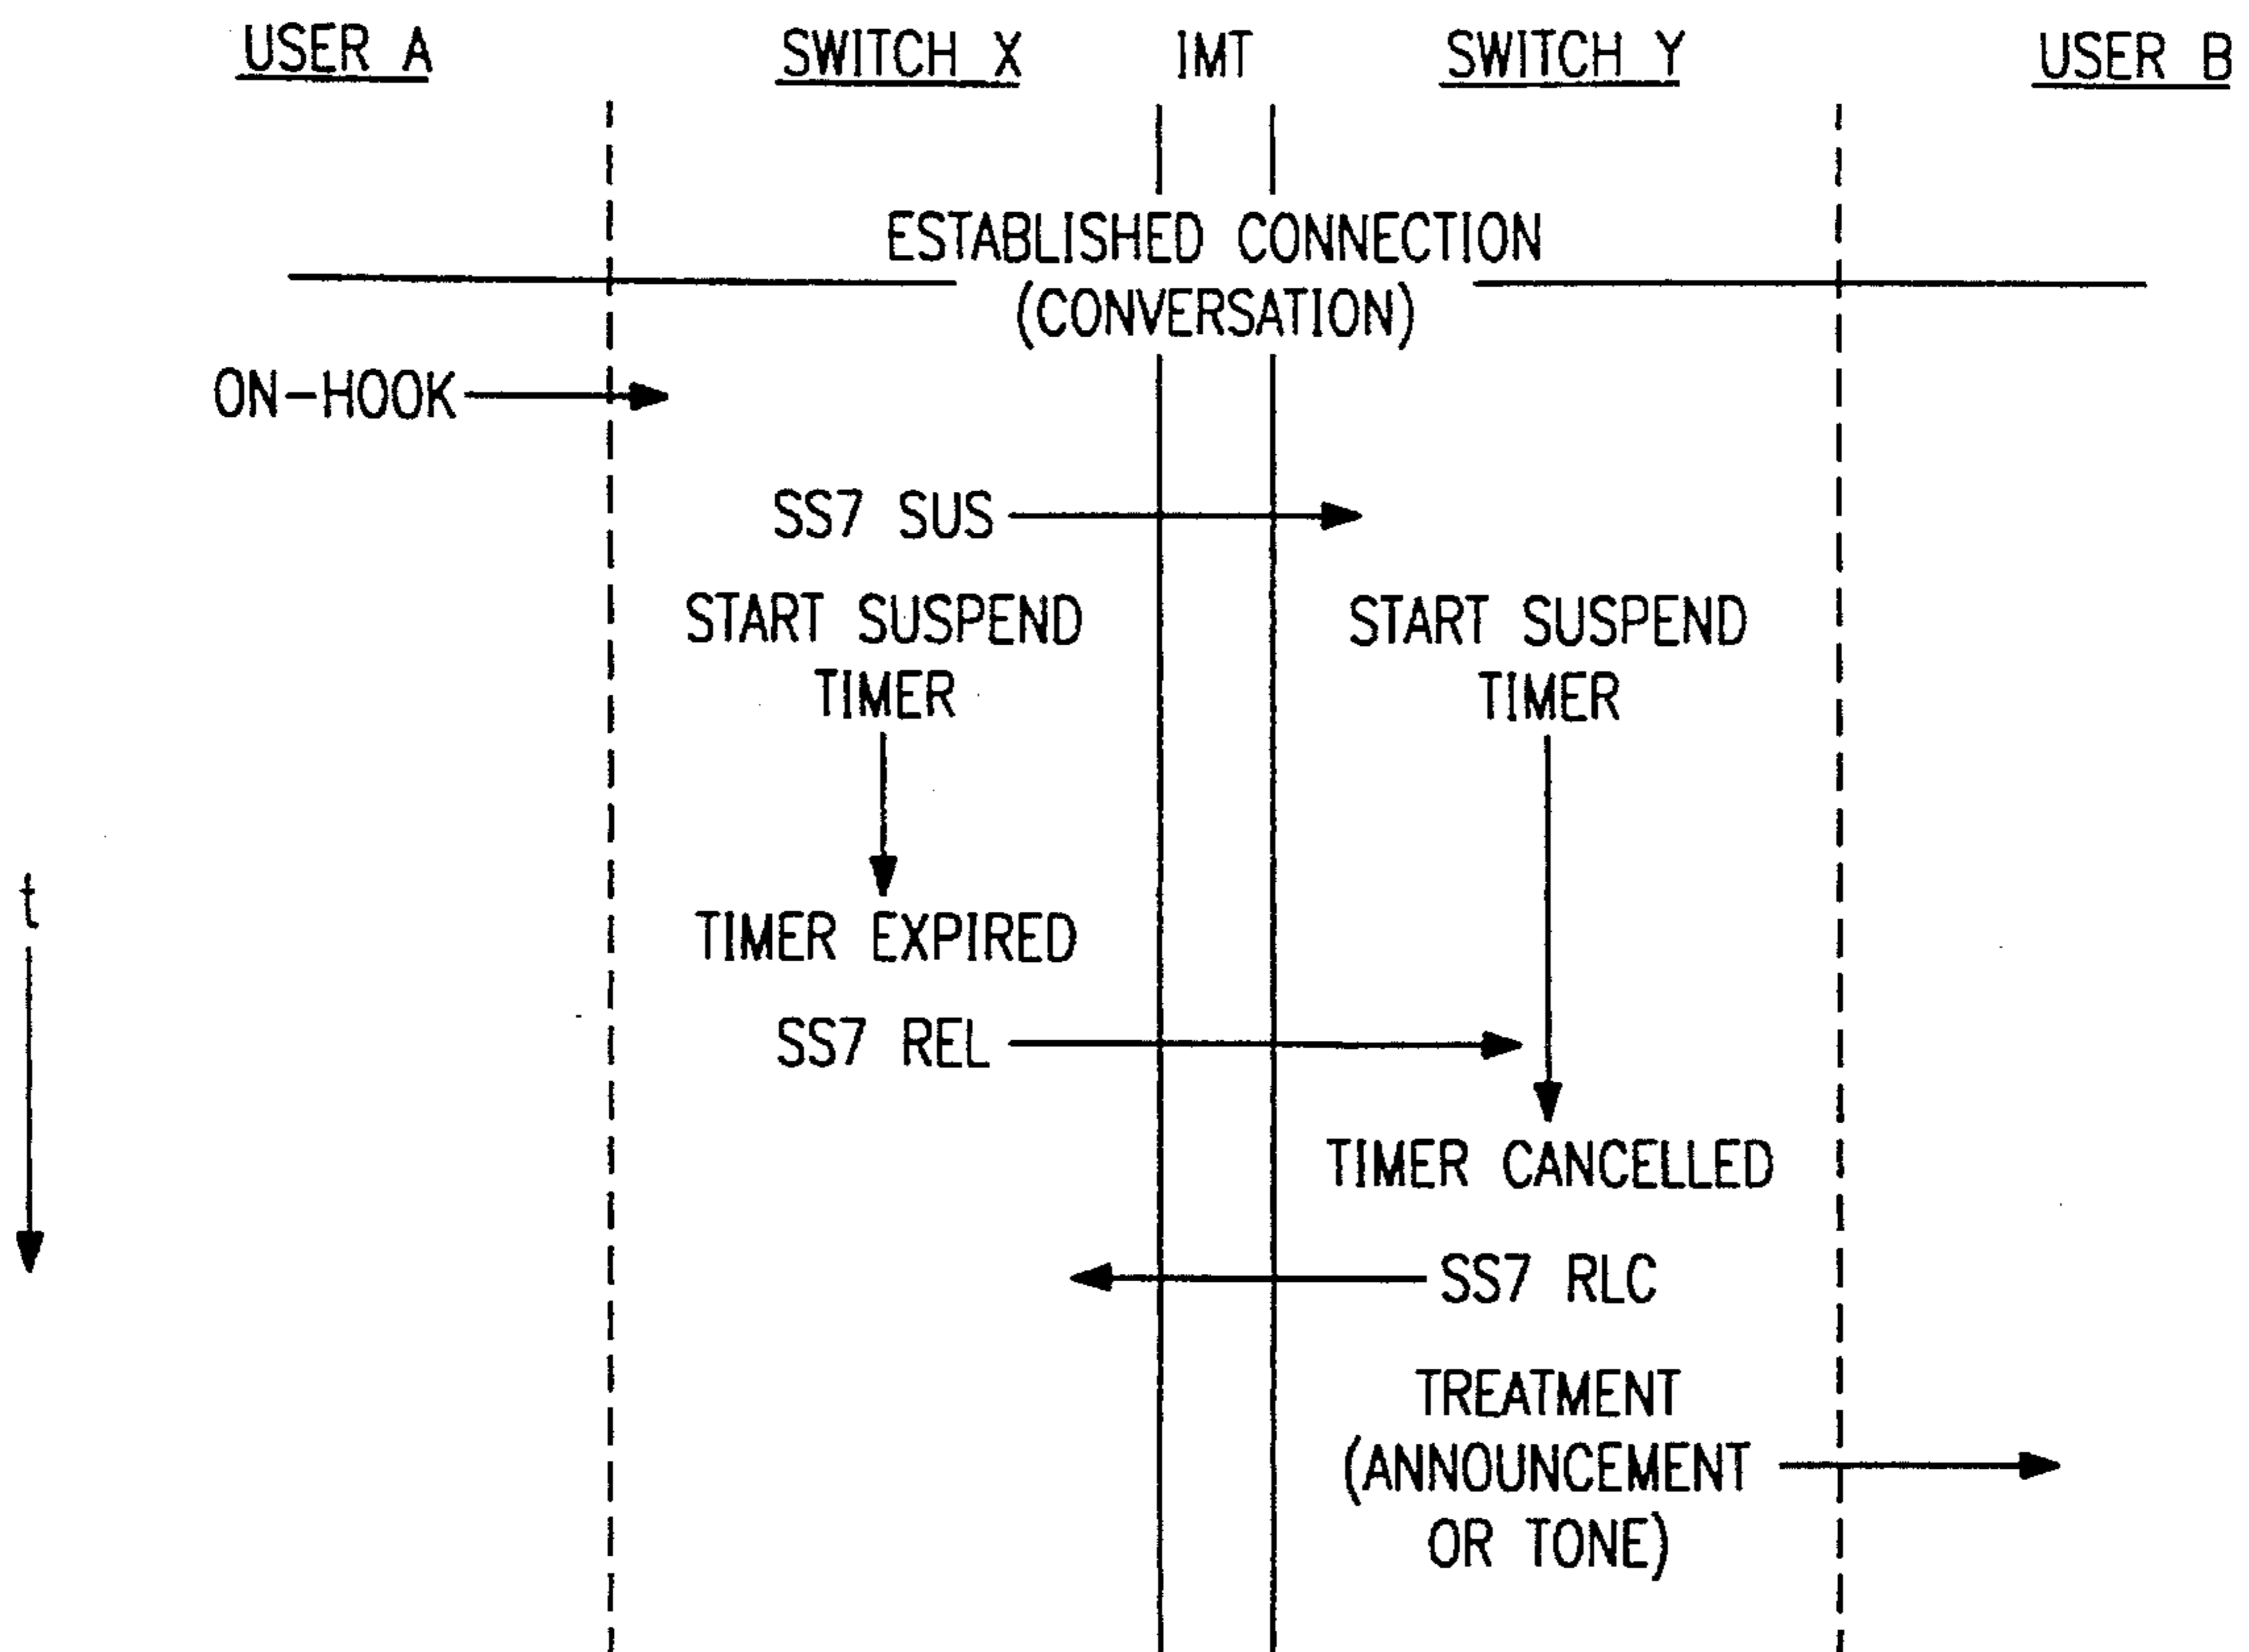 USER A
SWITCH X
IMT
SWITCH Y
USER B
ESTABLISHED CONNECTION
(CONVERSATION)
ON-HOOK
SS7 SUS
START SUSPEND
TIMER
START SUSPEND
TIMER
t
TIMER EXPIRED
SS7 REL
TIMER CANCELLED
SS7 RLC
TREATMENT
(ANNOUNCEMENT
OR TONE)